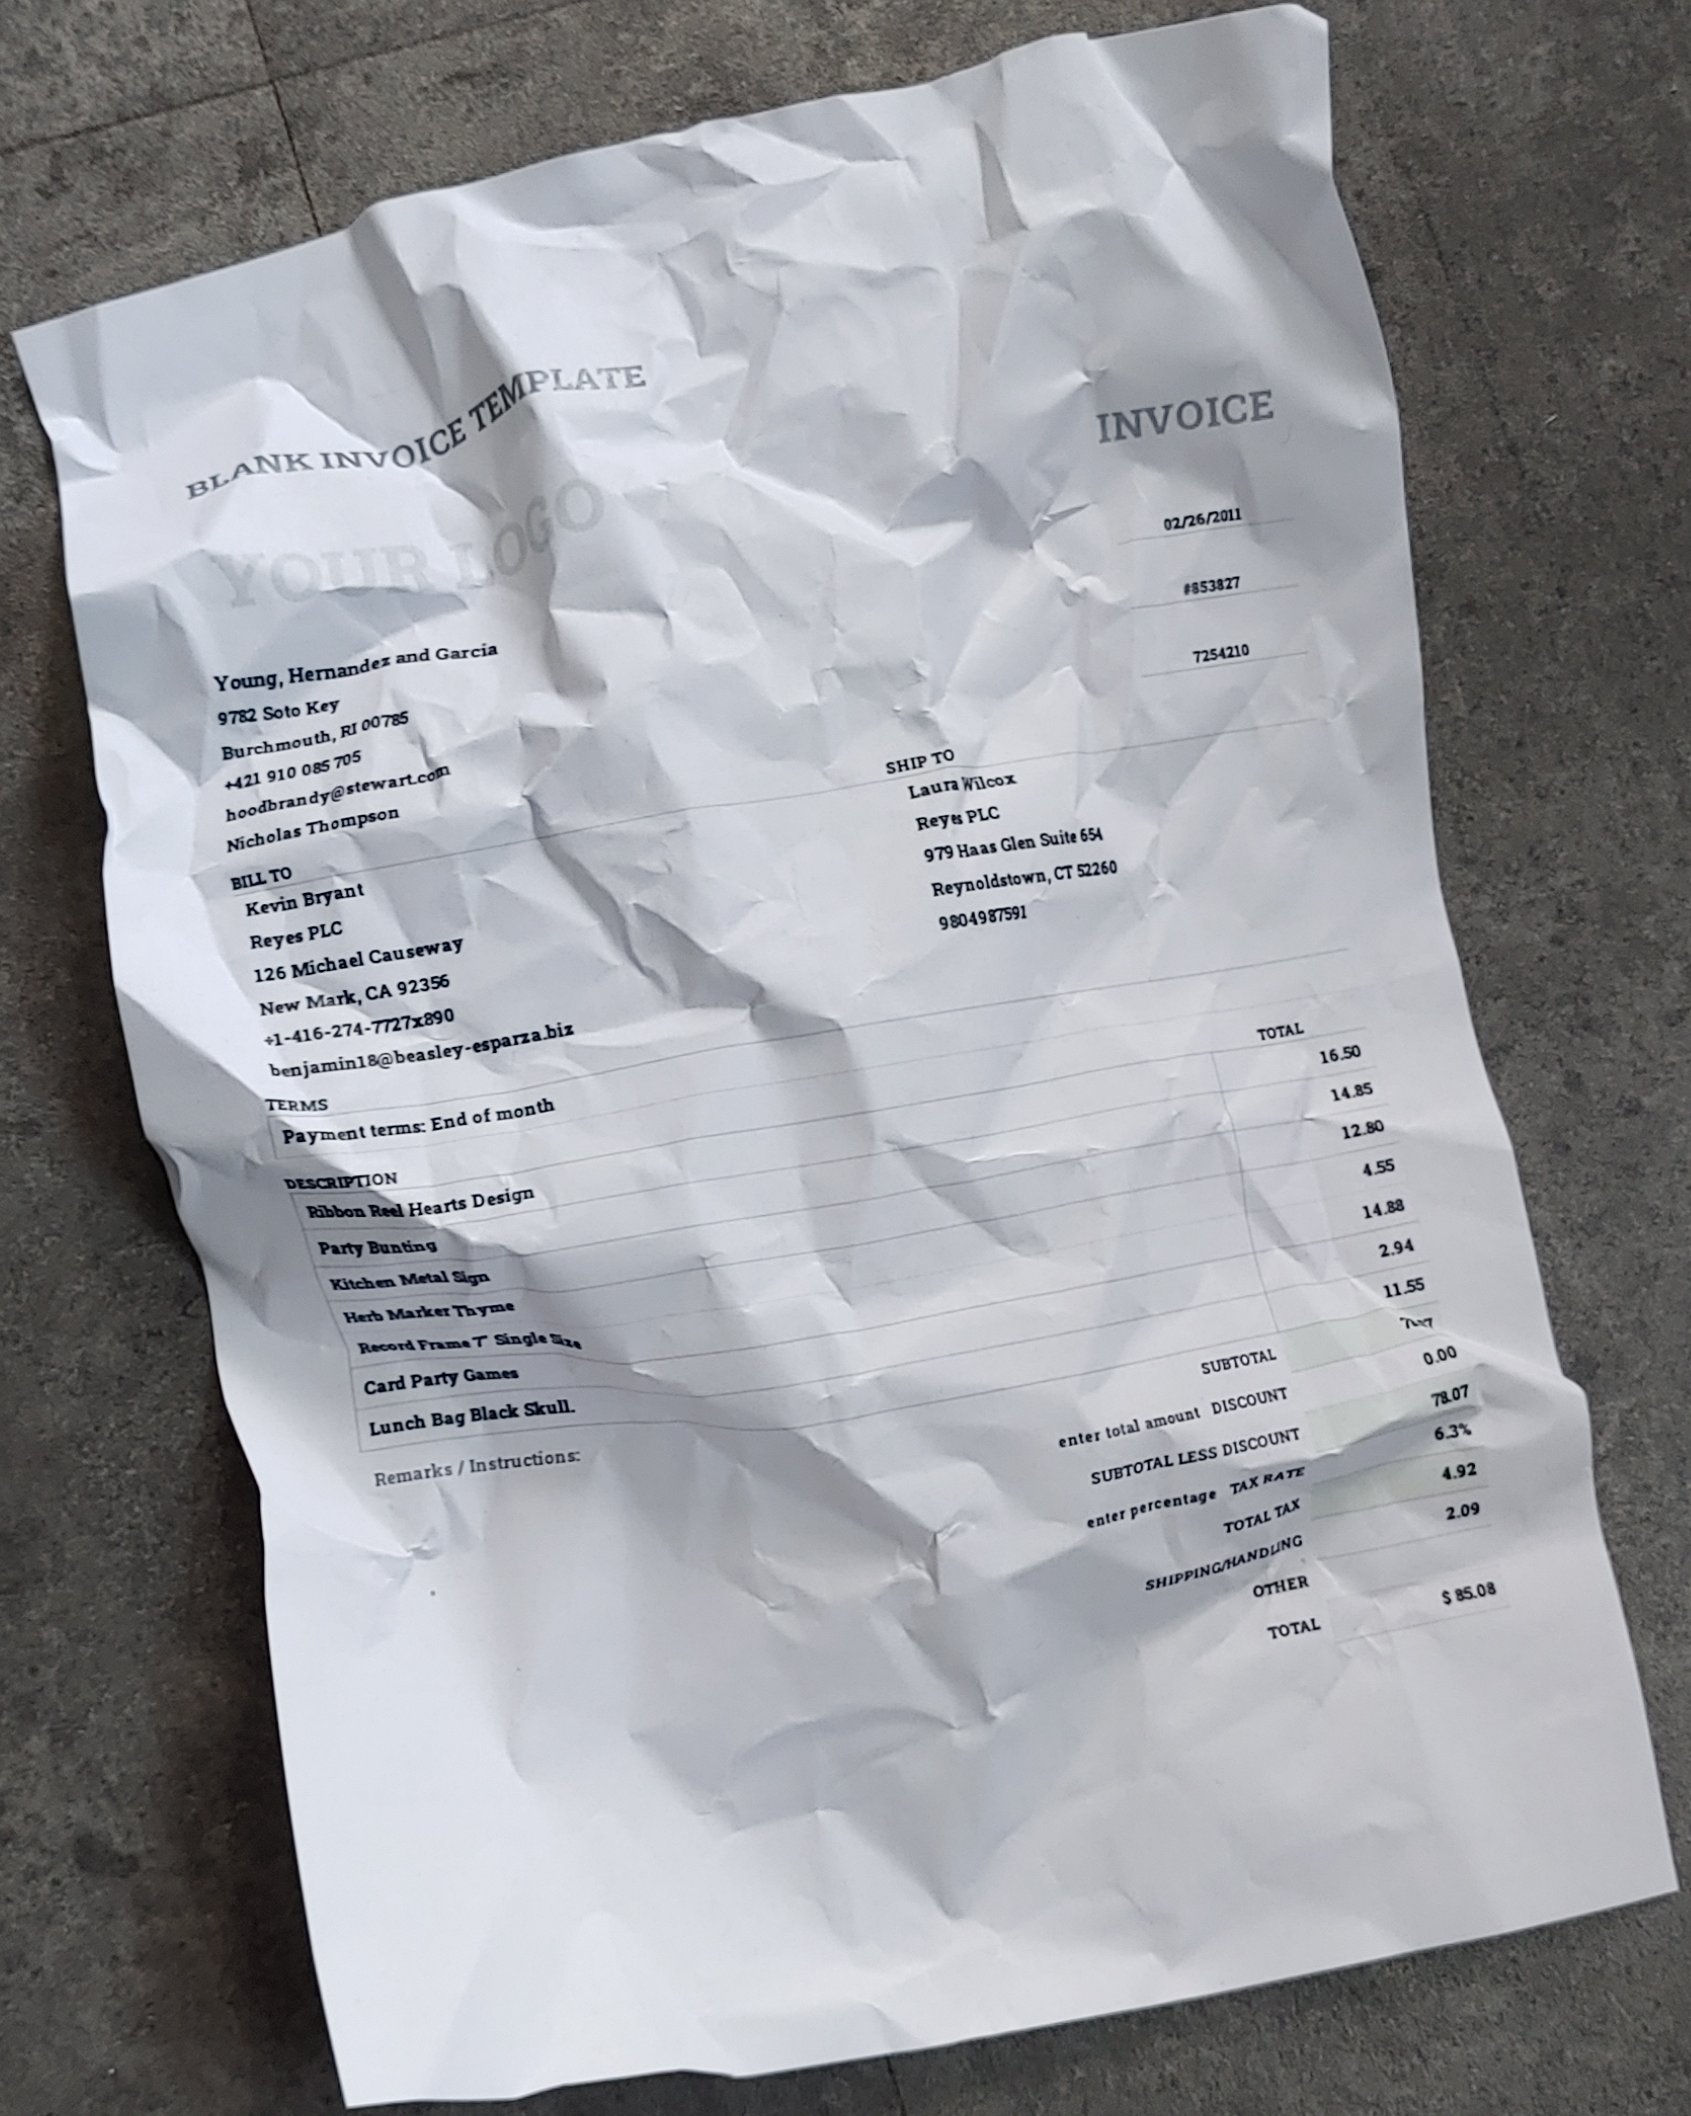 BLANK INVOICE TEMPLATE
INVOICE
YOUR LOGO
02/26/2011
#853827
7254210
Young, Hernandez and Garcia
9782 Soto Key
Burchmouth, RI 00785
+421 910 085 705
hoodbrandy@stewart.com
Nicholas Thompson
BILL TO
Kevin Bryant
Reyes PLC
126 Michael Causeway
New Mark, CA 92356
+1-416-274-7727x890
benjamin18@beasley-esparza.biz
SHIP TO
Laura Wilcox
Reyes PLC
979 Haas Glen Suite 654
Reynoldstown, CT 52260
9804987591
TERMS
Payment terms: End of month
DESCRIPTION TOTAL
Ribbon Reel Hearts Design 16.50
Party Bunting 14.85
Kitchen Metal Sign 12.80
Herb Marker Thyme 4.55
Record Frame 7" Single Size 14.88
Card Party Games 2.94
Lunch Bag Black Skull. 11.55
Remarks / Instructions:
SUBTOTAL
enter total amount DISCOUNT 0.00
SUBTOTAL LESS DISCOUNT 78.07
enter percentage TAX RATE 6.3%
TOTAL TAX 4.92
SHIPPING/HANDLING 2.09
OTHER
TOTAL $ 85.08